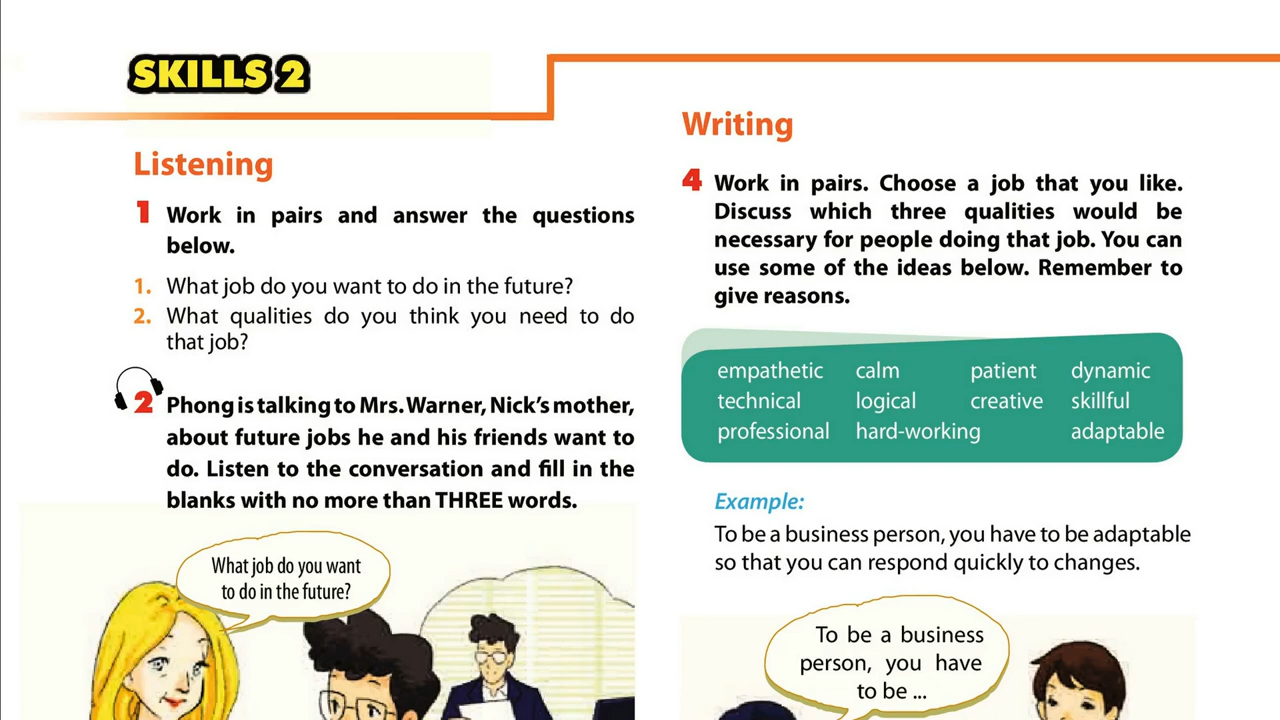 SKILLS 2
Listening
1 Work in pairs and answer the questions
below.
1. What job do you want to do in the future?
2. What qualities do you think you need to do
that job?
2 Phong is talking to Mrs. Warner, Nick's mother,
about future jobs he and his friends want to
do. Listen to the conversation and fill in the
blanks with no more than THREE words.
What job do you want
to do in the future?
Writing
4 Work in pairs. Choose a job that you like.
Discuss which three qualities would be
necessary for people doing that job. You can
use some of the ideas below. Remember to
give reasons.
empathetic calm patient dynamic
technical logical creative skillful
professional hard-working adaptable
Example:
To be a business person, you have to be adaptable
so that you can respond quickly to changes.
To be a business
person, you have
to be ...